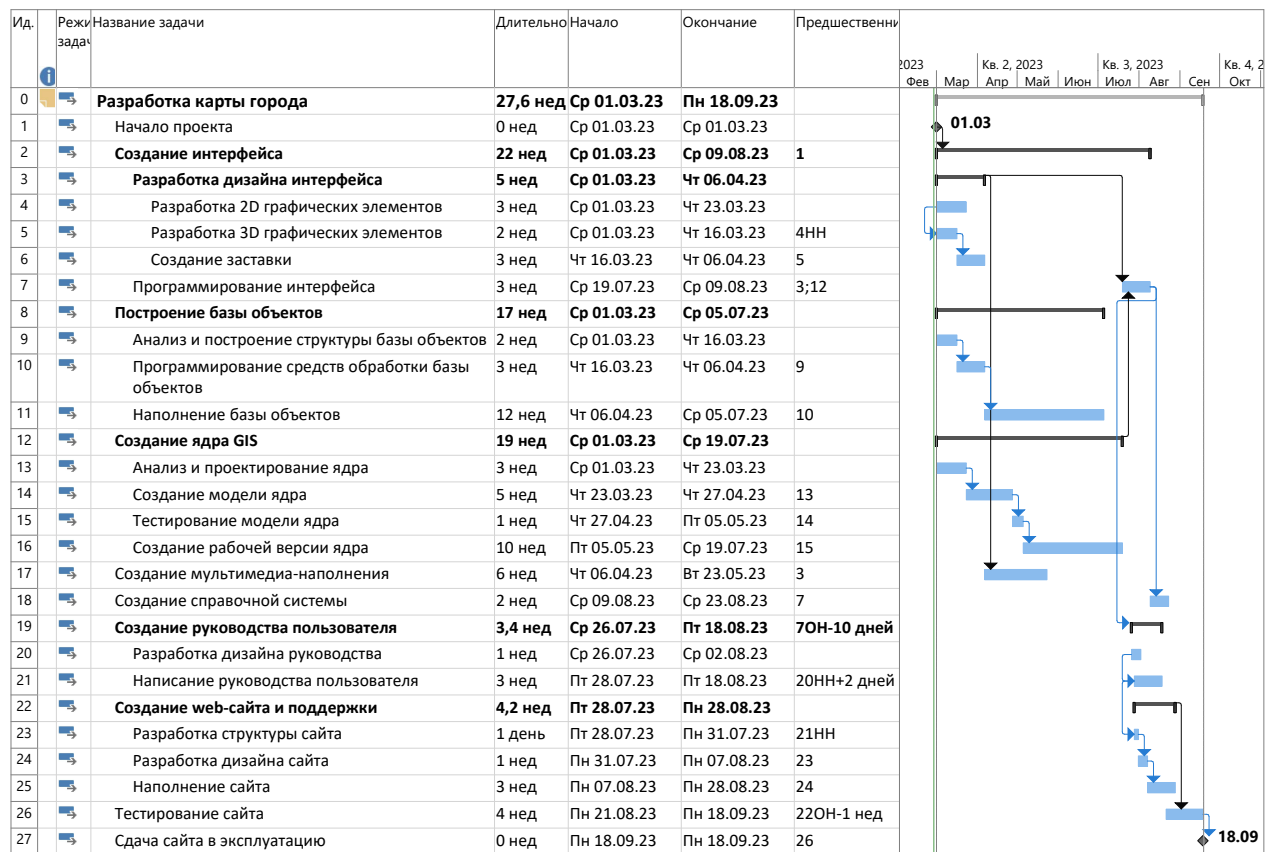 Ид. Режи Название задачи Длительно Начало Окончание Предшественни
задач
2023 Кв. 2, 2023 Кв. 3, 2023 Кв. 4, 2
Фев Мар Апр Май Июн Июл Авг Сен Окт
0 Разработка карты города 27,6 нед Ср 01.03.23 Пн 18.09.23
1 Начало проекта 0 нед Ср 01.03.23 Ср 01.03.23 01.03
2 Создание интерфейса 22 нед Ср 01.03.23 Ср 09.08.23 1
3 Разработка дизайна интерфейса 5 нед Ср 01.03.23 Чт 06.04.23
4 Разработка 2D графических элементов 3 нед Ср 01.03.23 Чт 23.03.23
5 Разработка 3D графических элементов 2 нед Ср 01.03.23 Чт 16.03.23 4НН
6 Создание заставки 3 нед Чт 16.03.23 Чт 06.04.23 5
7 Программирование интерфейса 3 нед Ср 19.07.23 Ср 09.08.23 3;12
8 Построение базы объектов 17 нед Ср 01.03.23 Ср 05.07.23
9 Анализ и построение структуры базы объектов 2 нед Ср 01.03.23 Чт 16.03.23
10 Программирование средств обработки базы 3 нед Чт 16.03.23 Чт 06.04.23 9
объектов
11 Наполнение базы объектов 12 нед Чт 06.04.23 Ср 05.07.23 10
12 Создание ядра GIS 19 нед Ср 01.03.23 Ср 19.07.23
13 Анализ и проектирование ядра 3 нед Ср 01.03.23 Чт 23.03.23
14 Создание модели ядра 5 нед Чт 23.03.23 Чт 27.04.23 13
15 Тестирование модели ядра 1 нед Чт 27.04.23 Пт 05.05.23 14
16 Создание рабочей версии ядра 10 нед Пт 05.05.23 Ср 19.07.23 15
17 Создание мультимедиа-наполнения 6 нед Чт 06.04.23 Вт 23.05.23 3
18 Создание справочной системы 2 нед Ср 09.08.23 Ср 23.08.23 7
19 Создание руководства пользователя 3,4 нед Ср 26.07.23 Пт 18.08.23 7ОН-10 дней
20 Разработка дизайна руководства 1 нед Ср 26.07.23 Ср 02.08.23
21 Написание руководства пользователя 3 нед Пт 28.07.23 Пт 18.08.23 20НН+2 дней
22 Создание web-сайта и поддержки 4,2 нед Пт 28.07.23 Пн 28.08.23
23 Разработка структуры сайта 1 день Пт 28.07.23 Пн 31.07.23 21НН
24 Разработка дизайна сайта 1 нед Пн 31.07.23 Пн 07.08.23 23
25 Наполнение сайта 3 нед Пн 07.08.23 Пн 28.08.23 24
26 Тестирование сайта 4 нед Пн 21.08.23 Пн 18.09.23 22ОН-1 нед
27 Сдача сайта в эксплуатацию 0 нед Пн 18.09.23 Пн 18.09.23 26 18.09